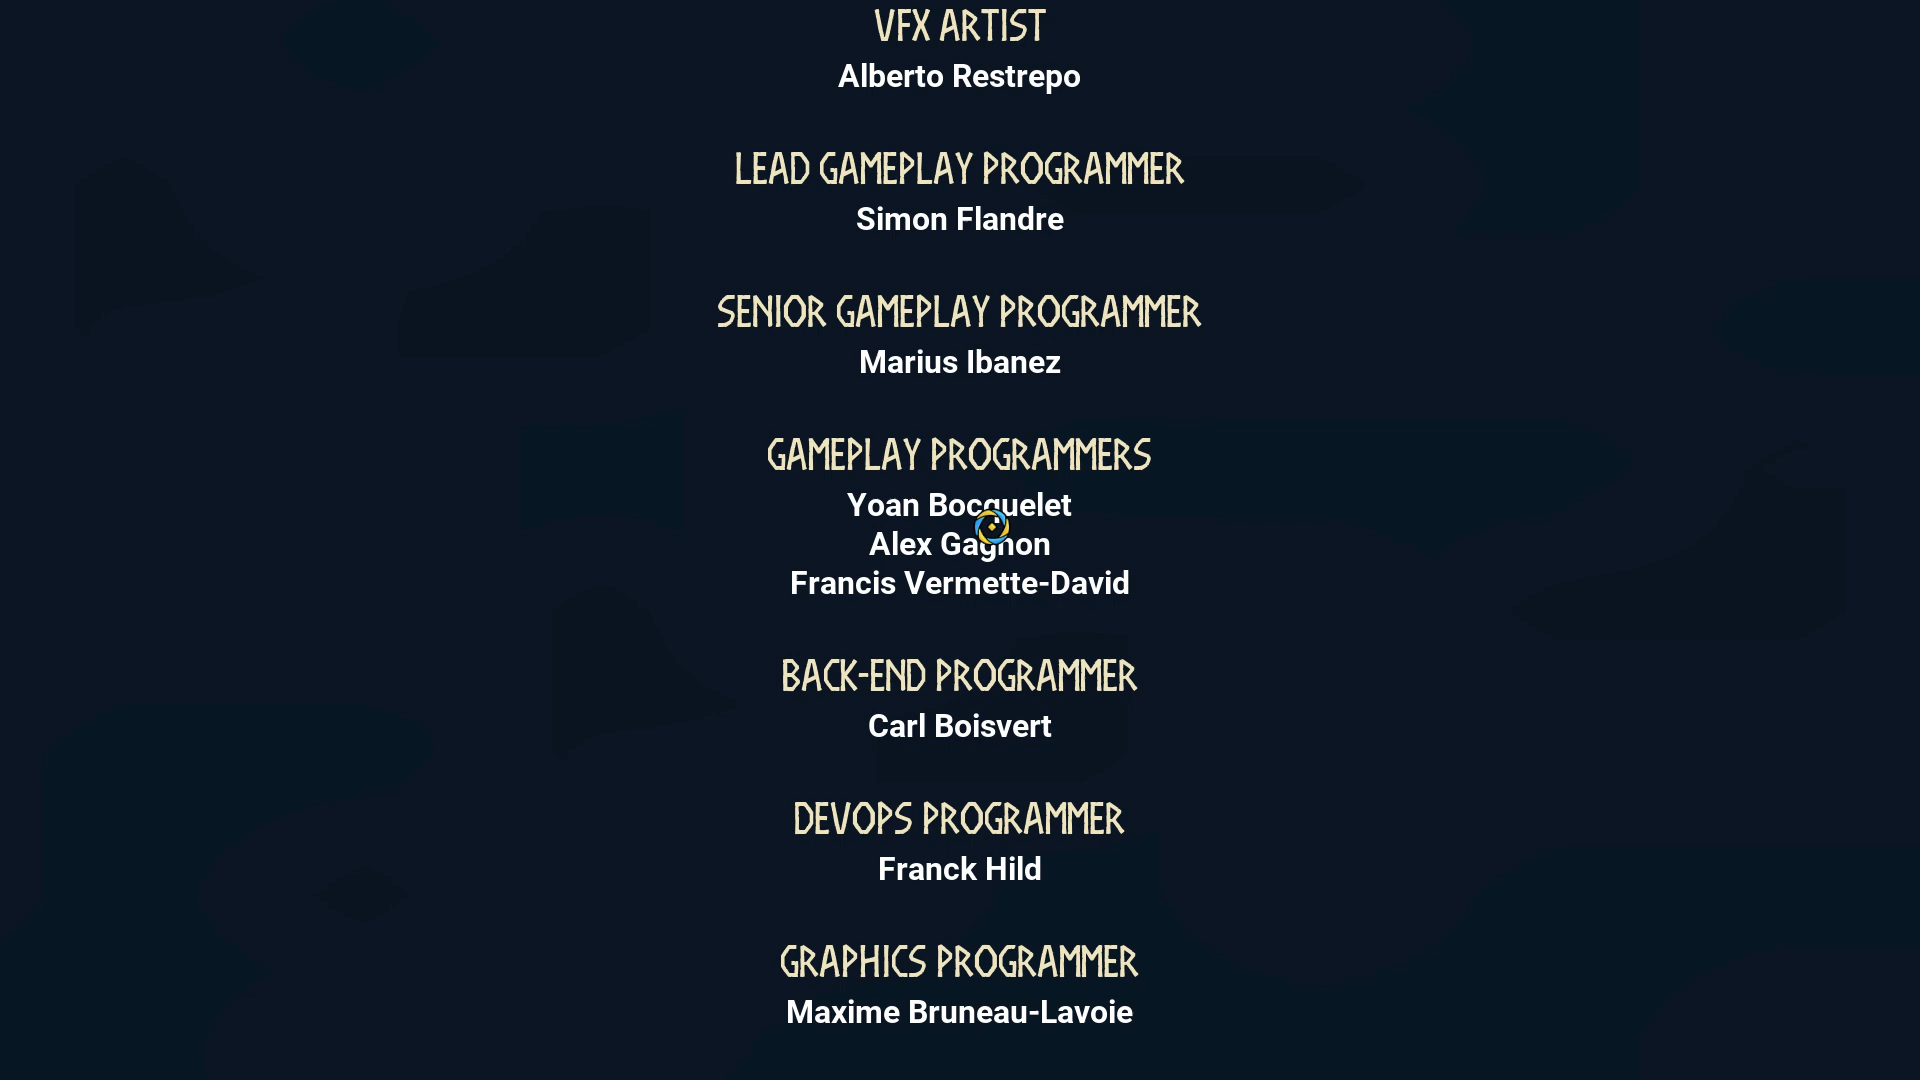 VFX ARTIST
Alberto Restrepo
LEAD GAMEPLAY PROGRAMMER
Simon Flandre
SENIOR GAMEPLAY PROGRAMMER
Marius Ibanez
GAMEPLAY PROGRAMMERS
Yoan Bocquelet
Alex Gagnon
Francis Vermette-David
BACK-END PROGRAMMER
Carl Boisvert
DEVOPS PROGRAMMER
Franck Hild
GRAPHICS PROGRAMMER
Maxime Bruneau-Lavoie